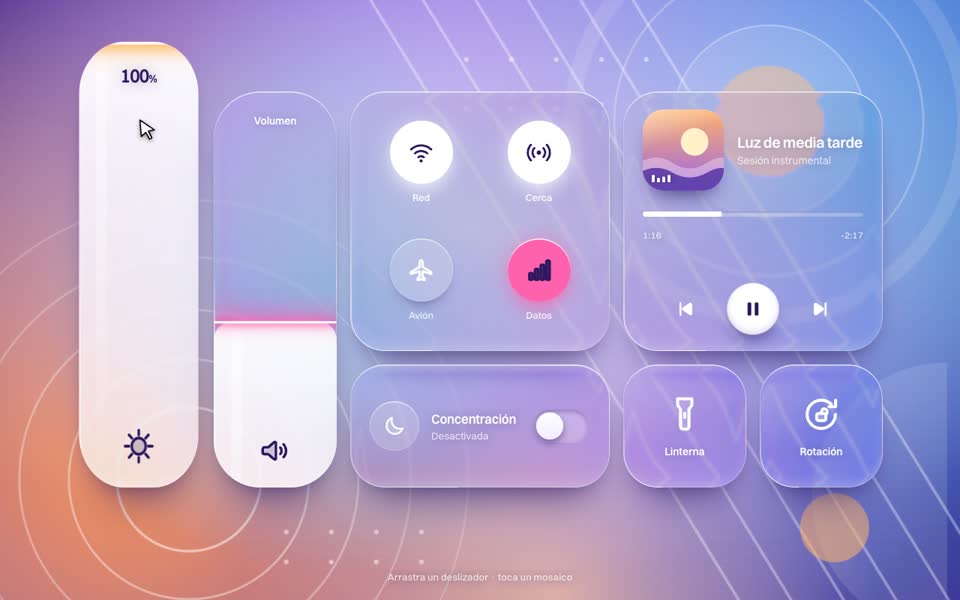 100%
Volumen
Red
Cerca
Avión
Datos
Luz de media tarde
Sesión instrumental
1:16
-2:17
Concentración
Desactivada
Linterna
Rotación
Arrastra un deslizador · toca un mosaico